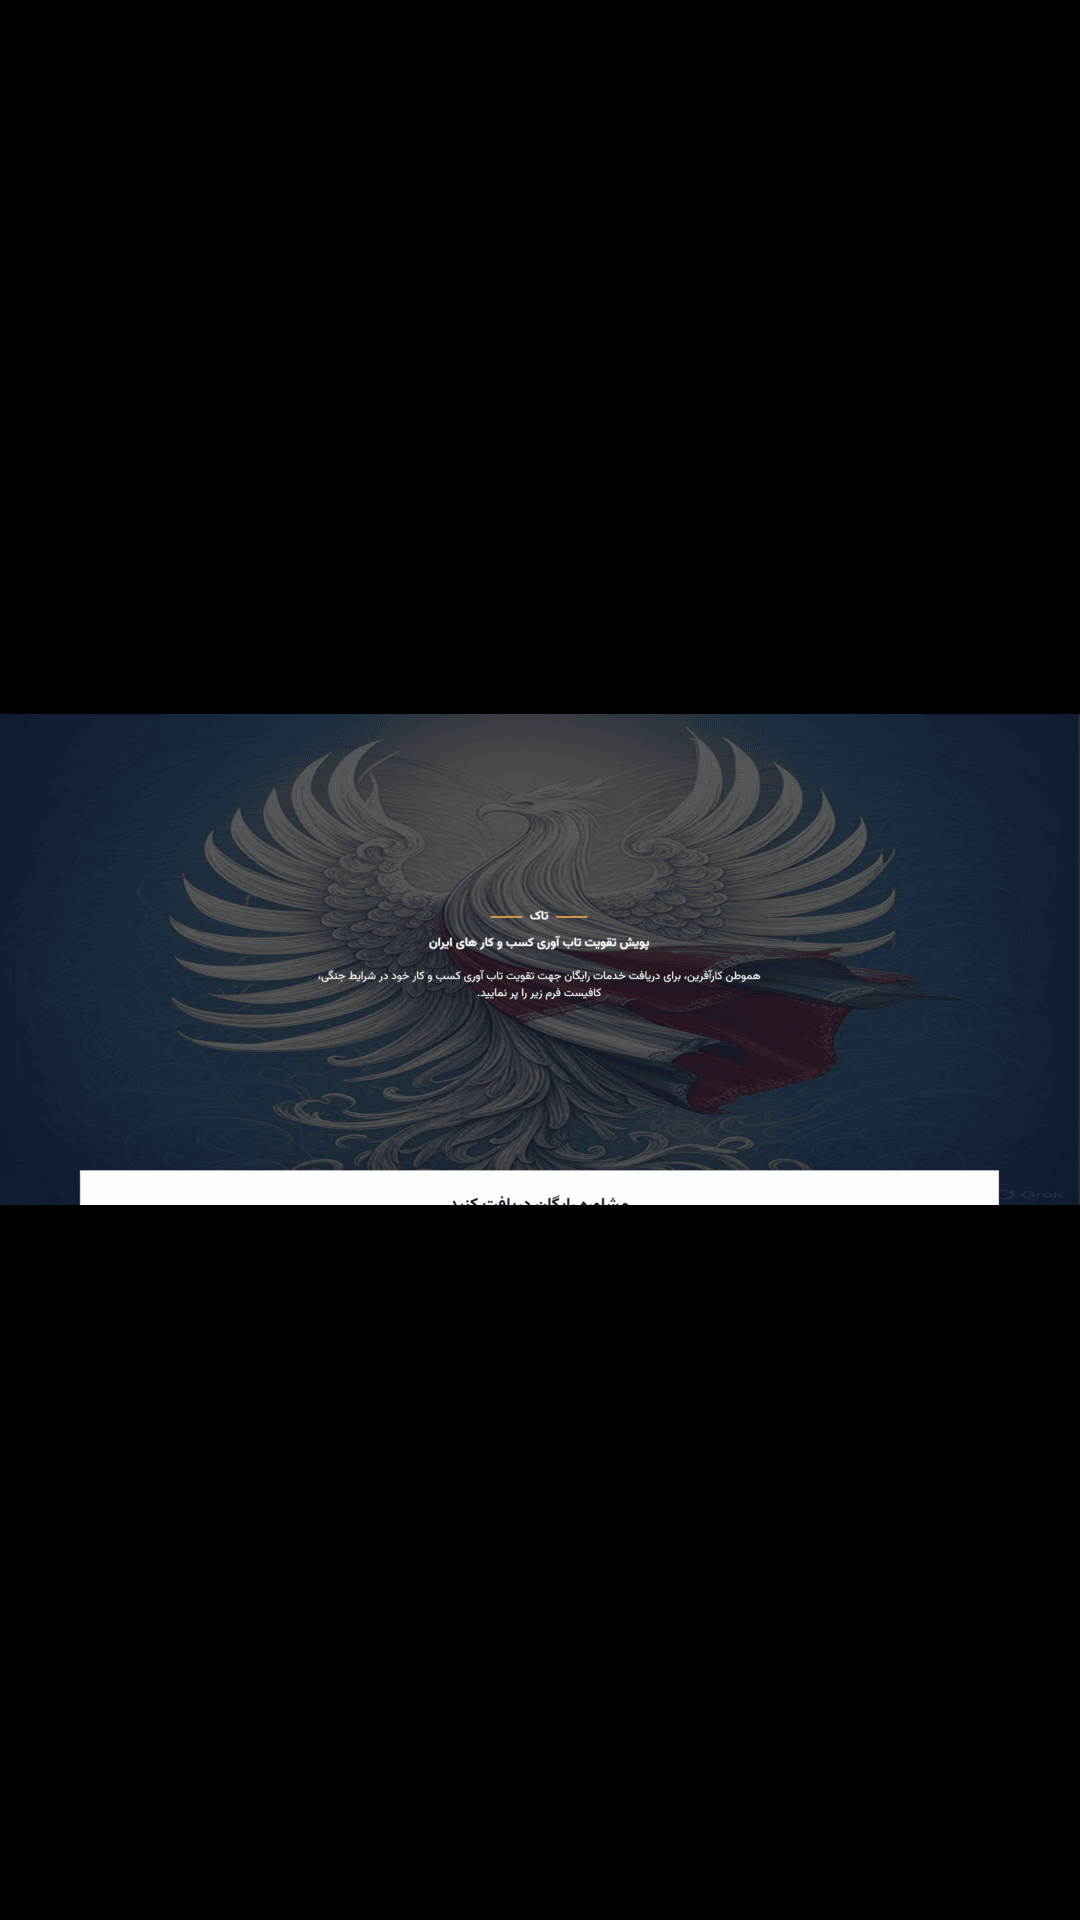 تاک
پویش تقویت تاب آوری کسب و کار های ایران
هموطن کارآفرین، برای دریافت خدمات رایگان جهت تقویت تاب آوری کسب و کار خود در شرایط جنگی،
کافیست فرم زیر را پر نمایید.
مشاوره رایگان دریافت کنید
Grok